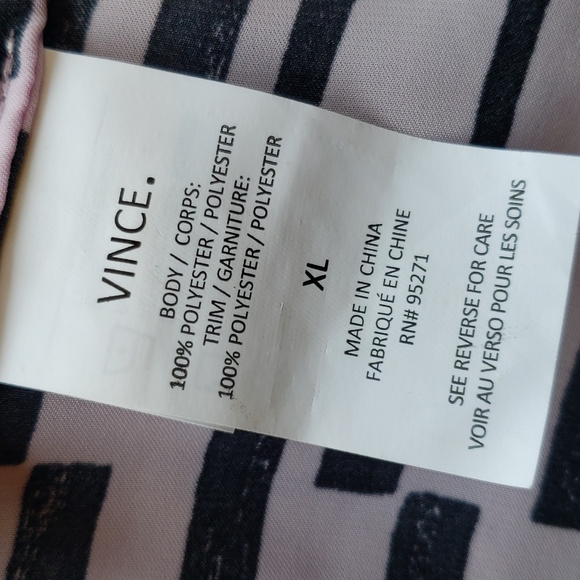 VINCE.
BODY / CORPS:
100% POLYESTER / POLYESTER
TRIM / GARNITURE:
100% POLYESTER / POLYESTER
XL
MADE IN CHINA
FABRIQUÉ EN CHINE
RN# 95271
SEE REVERSE FOR CARE
VOIR AU VERSO POUR LES SOINS